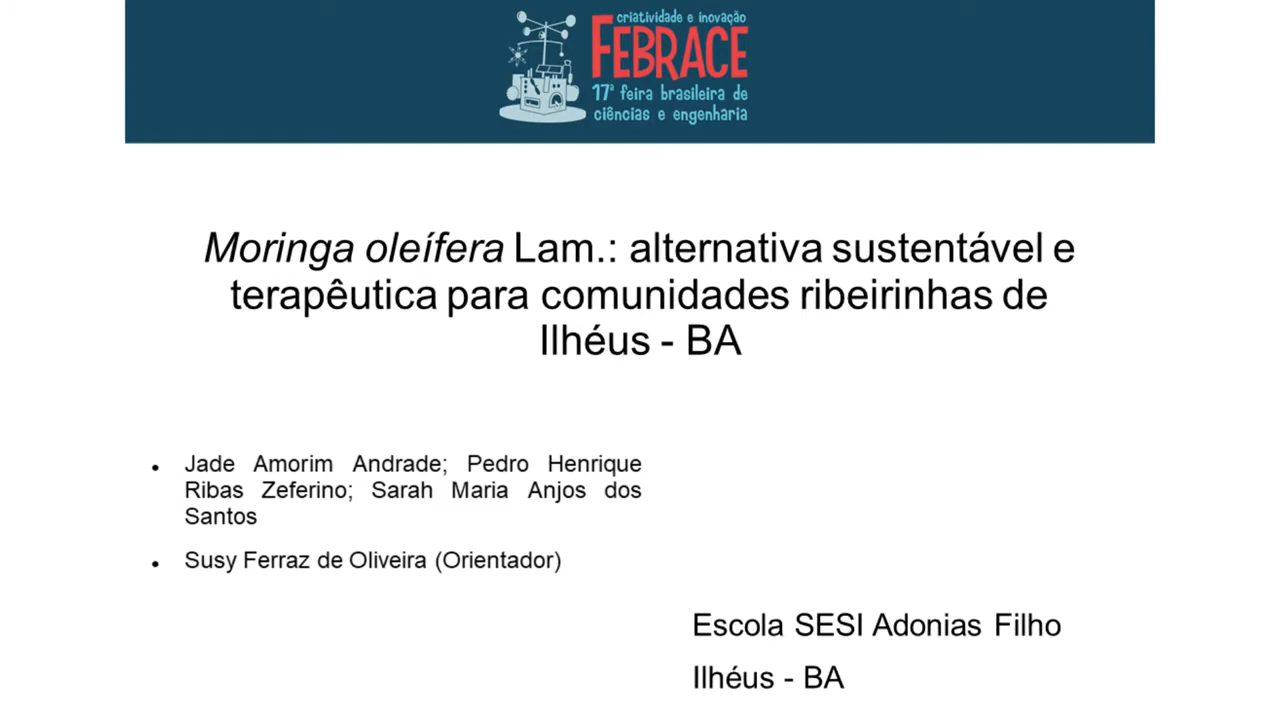 criatividade e inovação
FEBRACE
17ª feira brasileira de
ciências e engenharia
Moringa oleífera Lam.: alternativa sustentável e
terapêutica para comunidades ribeirinhas de
Ilhéus - BA
• Jade Amorim Andrade; Pedro Henrique
Ribas Zeferino; Sarah Maria Anjos dos
Santos
• Susy Ferraz de Oliveira (Orientador)
Escola SESI Adonias Filho
Ilhéus - BA